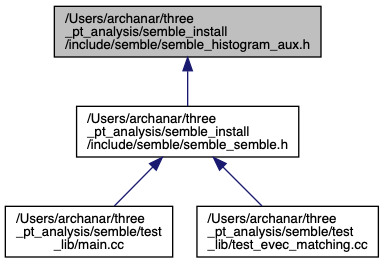 /Users/archanar/three
_pt_analysis/semble_install
/include/semble/semble_histogram_aux.h
/Users/archanar/three
_pt_analysis/semble_install
/include/semble/semble_semble.h
/Users/archanar/three
_pt_analysis/semble/test
_lib/main.cc
/Users/archanar/three
_pt_analysis/semble/test
_lib/test_evec_matching.cc